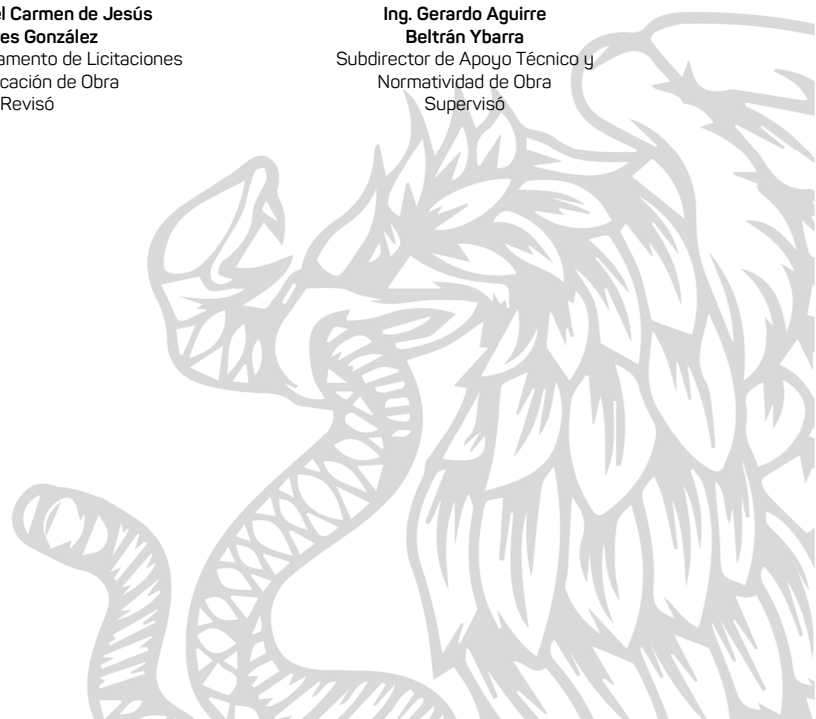 l Carmen de Jesús
es González
amento de Licitaciones
cación de Obra
Revisó
Ing. Gerardo Aguirre
Beltrán Ybarra
Subdirector de Apoyo Técnico y
Normatividad de Obra
Supervisó